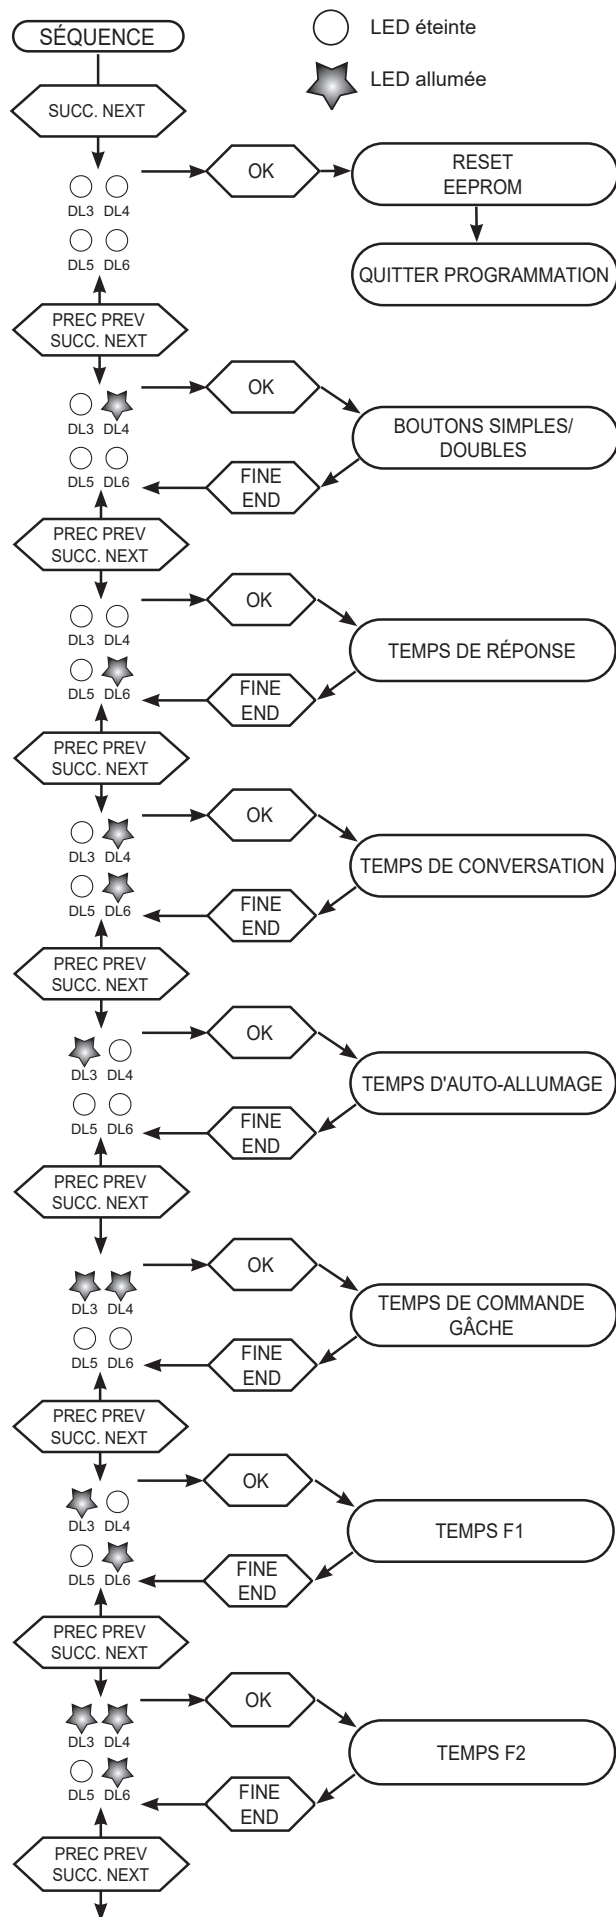 SÉQUENCE
LED éteinte
LED allumée
SUCC. NEXT
OK
RESET
EEPROM
DL3 DL4
DL5 DL6
QUITTER PROGRAMMATION
PREC PREV
SUCC. NEXT
OK
BOUTONS SIMPLES/
DOUBLES
DL3 DL4
FINE
END
DL5 DL6
PREC PREV
SUCC. NEXT
OK
TEMPS DE RÉPONSE
DL3 DL4
FINE
END
DL5 DL6
PREC PREV
SUCC. NEXT
OK
TEMPS DE CONVERSATION
DL3 DL4
FINE
END
DL5 DL6
PREC PREV
SUCC. NEXT
OK
TEMPS D'AUTO-ALLUMAGE
DL3 DL4
FINE
END
DL5 DL6
PREC PREV
SUCC. NEXT
OK
TEMPS DE COMMANDE
GÂCHE
DL3 DL4
FINE
END
DL5 DL6
PREC PREV
SUCC. NEXT
OK
TEMPS F1
DL3 DL4
FINE
END
DL5 DL6
PREC PREV
SUCC. NEXT
OK
TEMPS F2
DL3 DL4
FINE
END
DL5 DL6
PREC PREV
SUCC. NEXT